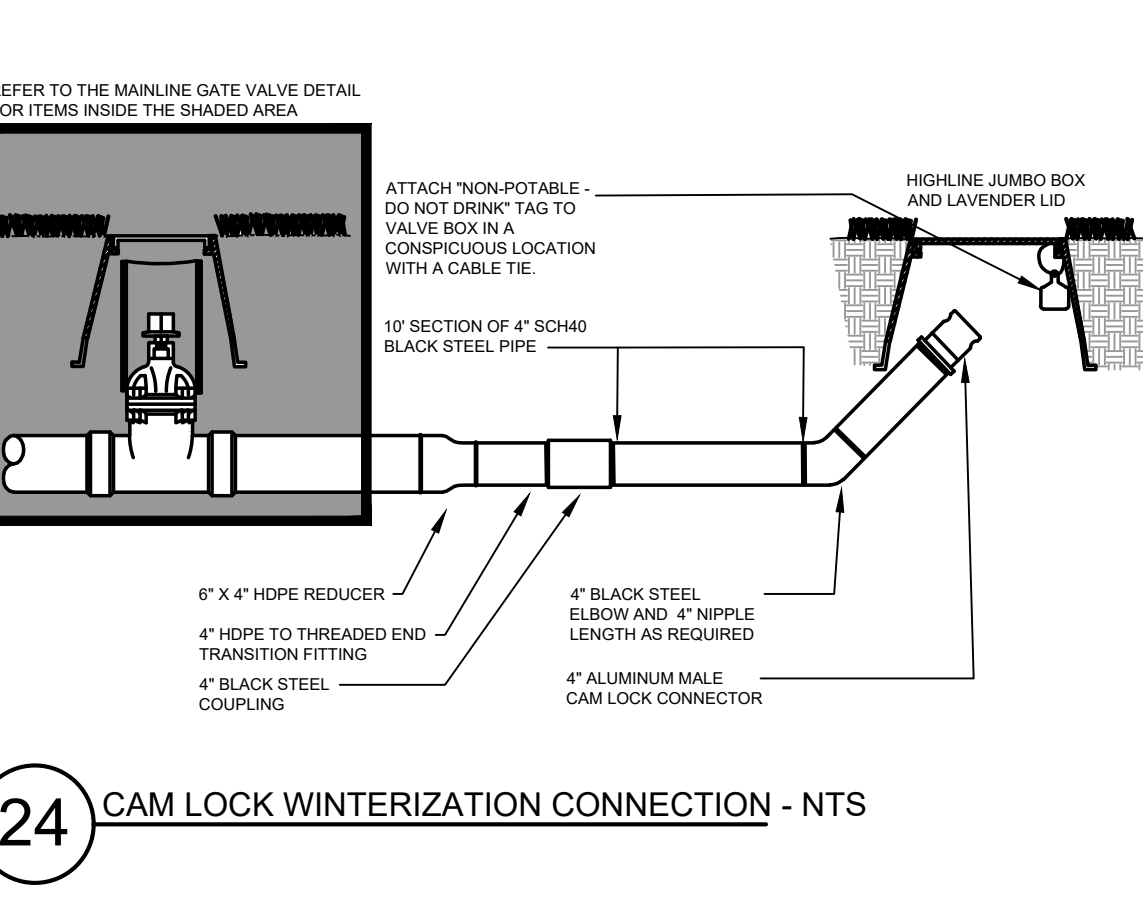 EFER TO THE MAINLINE GATE VALVE DETAIL
OR ITEMS INSIDE THE SHADED AREA
ATTACH "NON-POTABLE -
DO NOT DRINK" TAG TO
VALVE BOX IN A
CONSPICUOUS LOCATION
WITH A CABLE TIE.
HIGHLINE JUMBO BOX
AND LAVENDER LID
10' SECTION OF 4" SCH40
BLACK STEEL PIPE
6" X 4" HDPE REDUCER
4" HDPE TO THREADED END
TRANSITION FITTING
4" BLACK STEEL
COUPLING
4" BLACK STEEL
ELBOW AND 4" NIPPLE
LENGTH AS REQUIRED
4" ALUMINUM MALE
CAM LOCK CONNECTOR
24
CAM LOCK WINTERIZATION CONNECTION - NTS